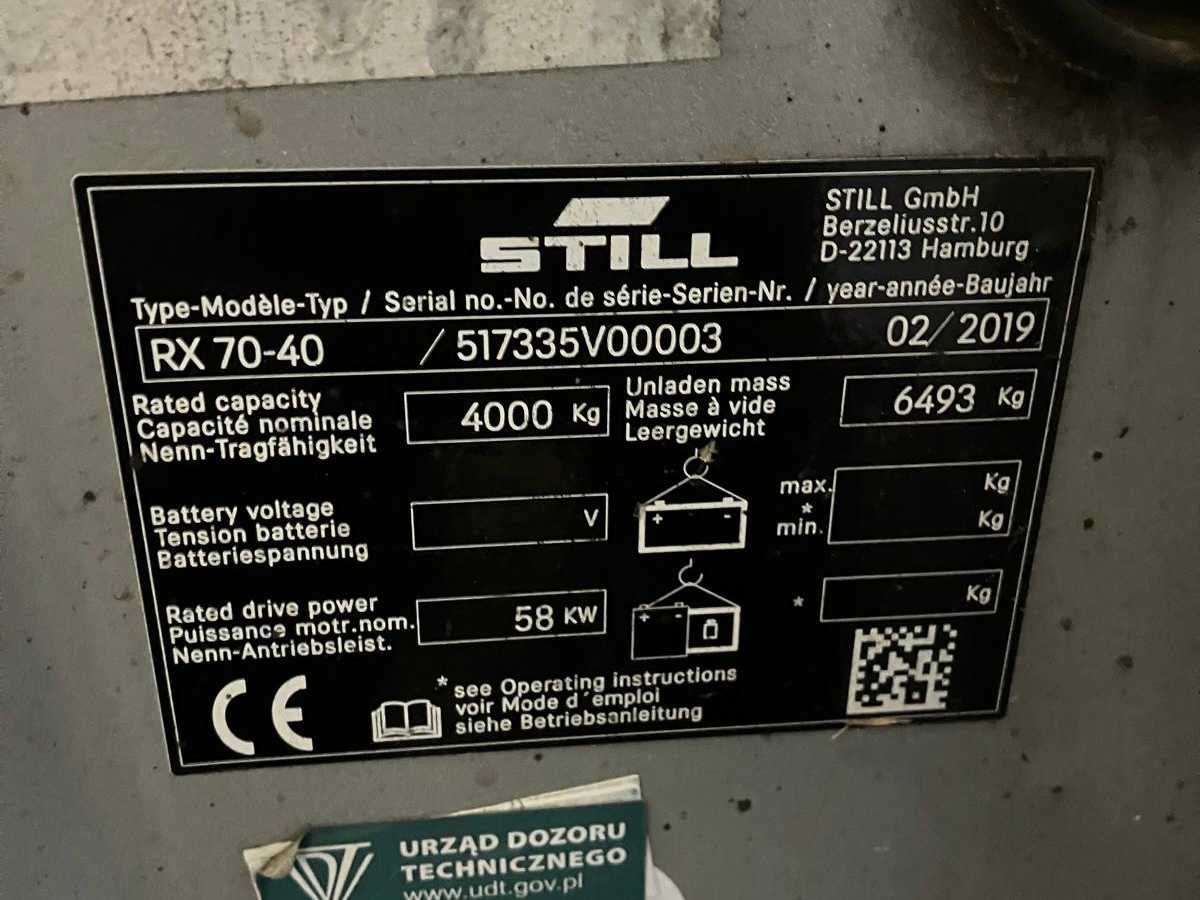 STILL
STILL GmbH
Berzeliusstr.10
D-22113 Hamburg
Type-Modèle-Typ / Serial no.-No. de série-Serien-Nr. / year-année-Baujahr
RX 70-40 / 517335V00003 02/2019
Rated capacity
Capacité nominale
Nenn-Tragfähigkeit
4000 Kg
Unladen mass
Masse à vide
Leergewicht
6493 Kg
Battery voltage
Tension batterie
Batteriespannung
V
+ -
max. Kg
*
min. Kg
Rated drive power
Puissance motr.nom.
Nenn-Antriebsleist.
58 KW
+ -
* Kg
CE
* see Operating instructions
voir Mode d'emploi
siehe Betriebsanleitung
UDT
URZĄD DOZORU
TECHNICZNEGO
www.udt.gov.pl